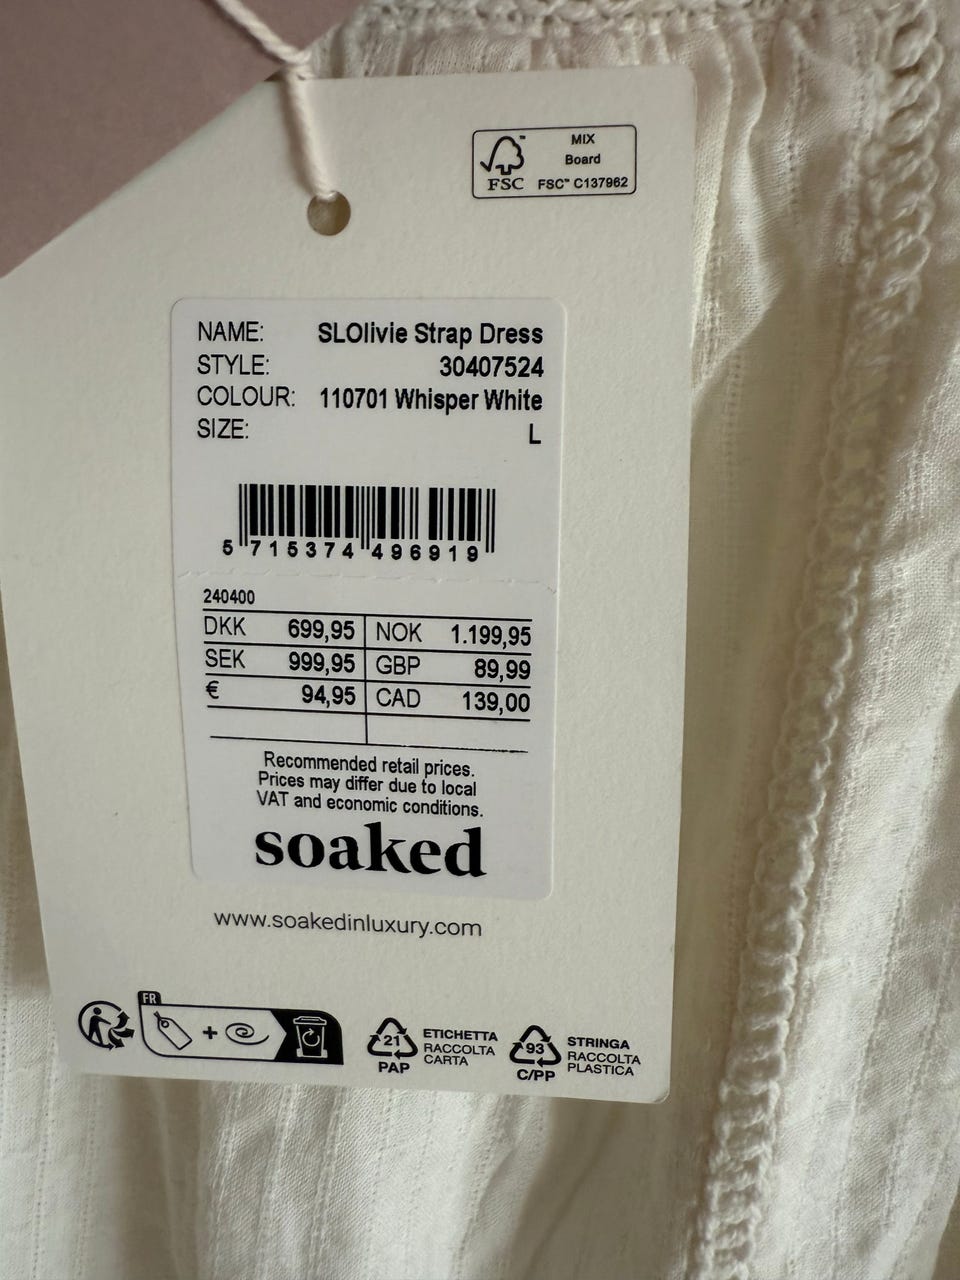 MIX
Board
FSC™ C137962
FSC
NAME: SLOlivie Strap Dress
STYLE: 30407524
COLOUR: 110701 Whisper White
SIZE: L
5 715374 496919
240400
DKK 699,95 NOK 1.199,95
SEK 999,95 GBP 89,99
€ 94,95 CAD 139,00
Recommended retail prices.
Prices may differ due to local
VAT and economic conditions.
soaked
www.soakedinluxury.com
FR
+
21
PAP
ETICHETTA
RACCOLTA
CARTA
93
C/PP
STRINGA
RACCOLTA
PLASTICA